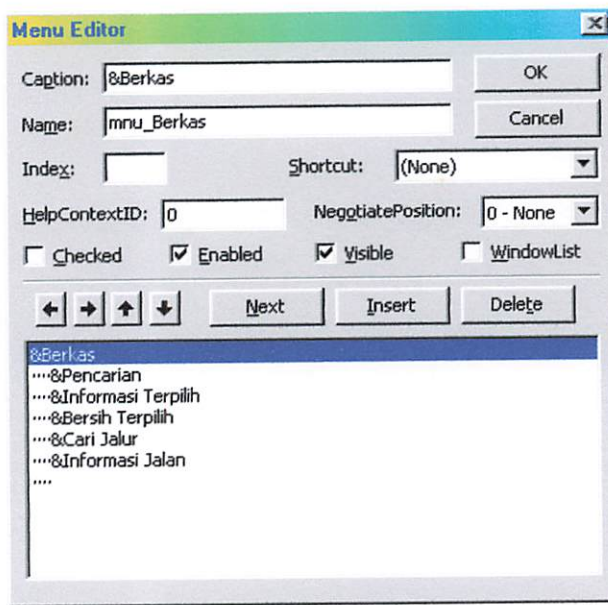 Menu Editor
Caption: &Berkas OK
Name: mnu_Berkas Cancel
Index: Shortcut: (None)
HelpContextID: 0 NegotiatePosition: 0 - None
Checked Enabled Visible WindowList
Next Insert Delete
&Berkas
····&Pencarian
····&Informasi Terpilih
····&Bersih Terpilih
····&Cari Jalur
····&Informasi Jalan
····